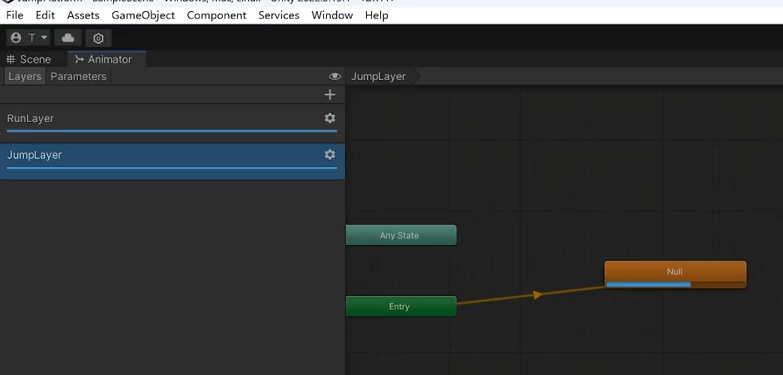 File Edit Assets GameObject Component Services Window Help
T
Scene Animator
Layers Parameters JumpLayer
RunLayer
JumpLayer
Any State
Null
Entry